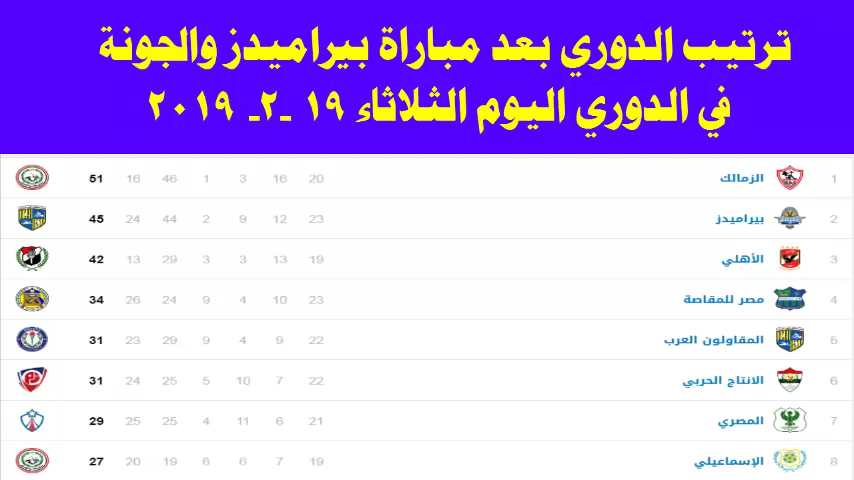 ترتيب الدوري بعد مباراة بيراميدز والجونة
في الدوري اليوم الثلاثاء ١٩ -٢- ٢٠١٩
1 الزمالك 20 16 3 1 46 16 51
2 بيراميدز 23 12 9 2 44 24 45
3 الأهلي 19 13 3 3 29 13 42
4 مصر للمقاصة 23 10 4 9 24 26 34
5 المقاولون العرب 22 9 4 9 29 23 31
6 الانتاج الحربي 22 7 10 5 25 24 31
7 المصري 21 6 11 4 25 25 29
8 الإسماعيلي 19 7 6 6 19 20 27